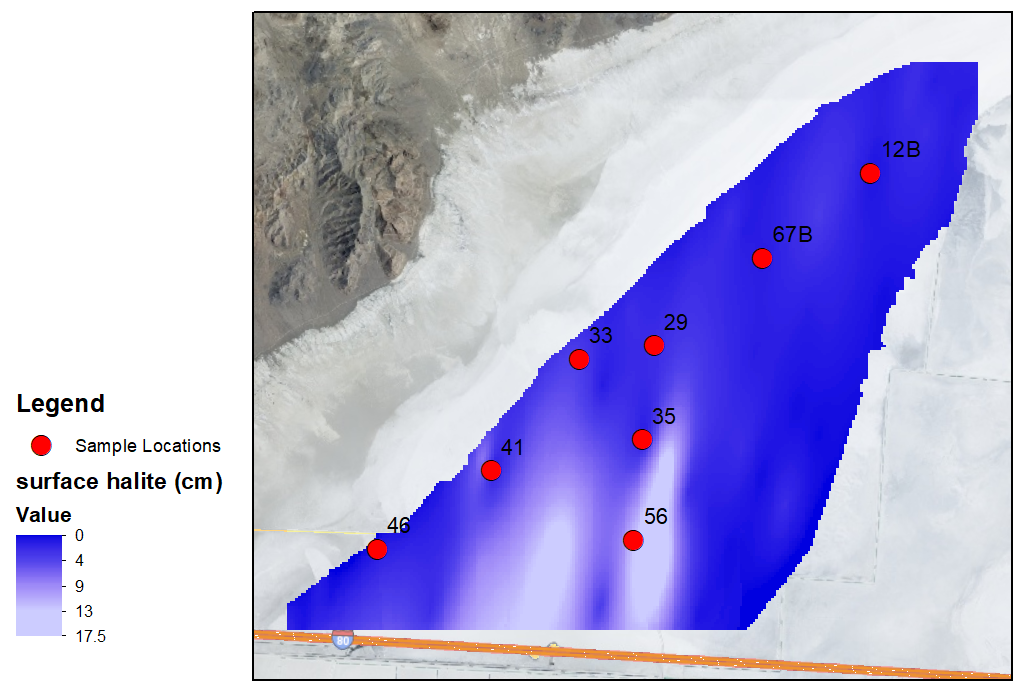 12B
67B
29
33
35
41
56
46
80
Legend
Sample Locations
surface halite (cm)
Value
0
4
9
13
17.5